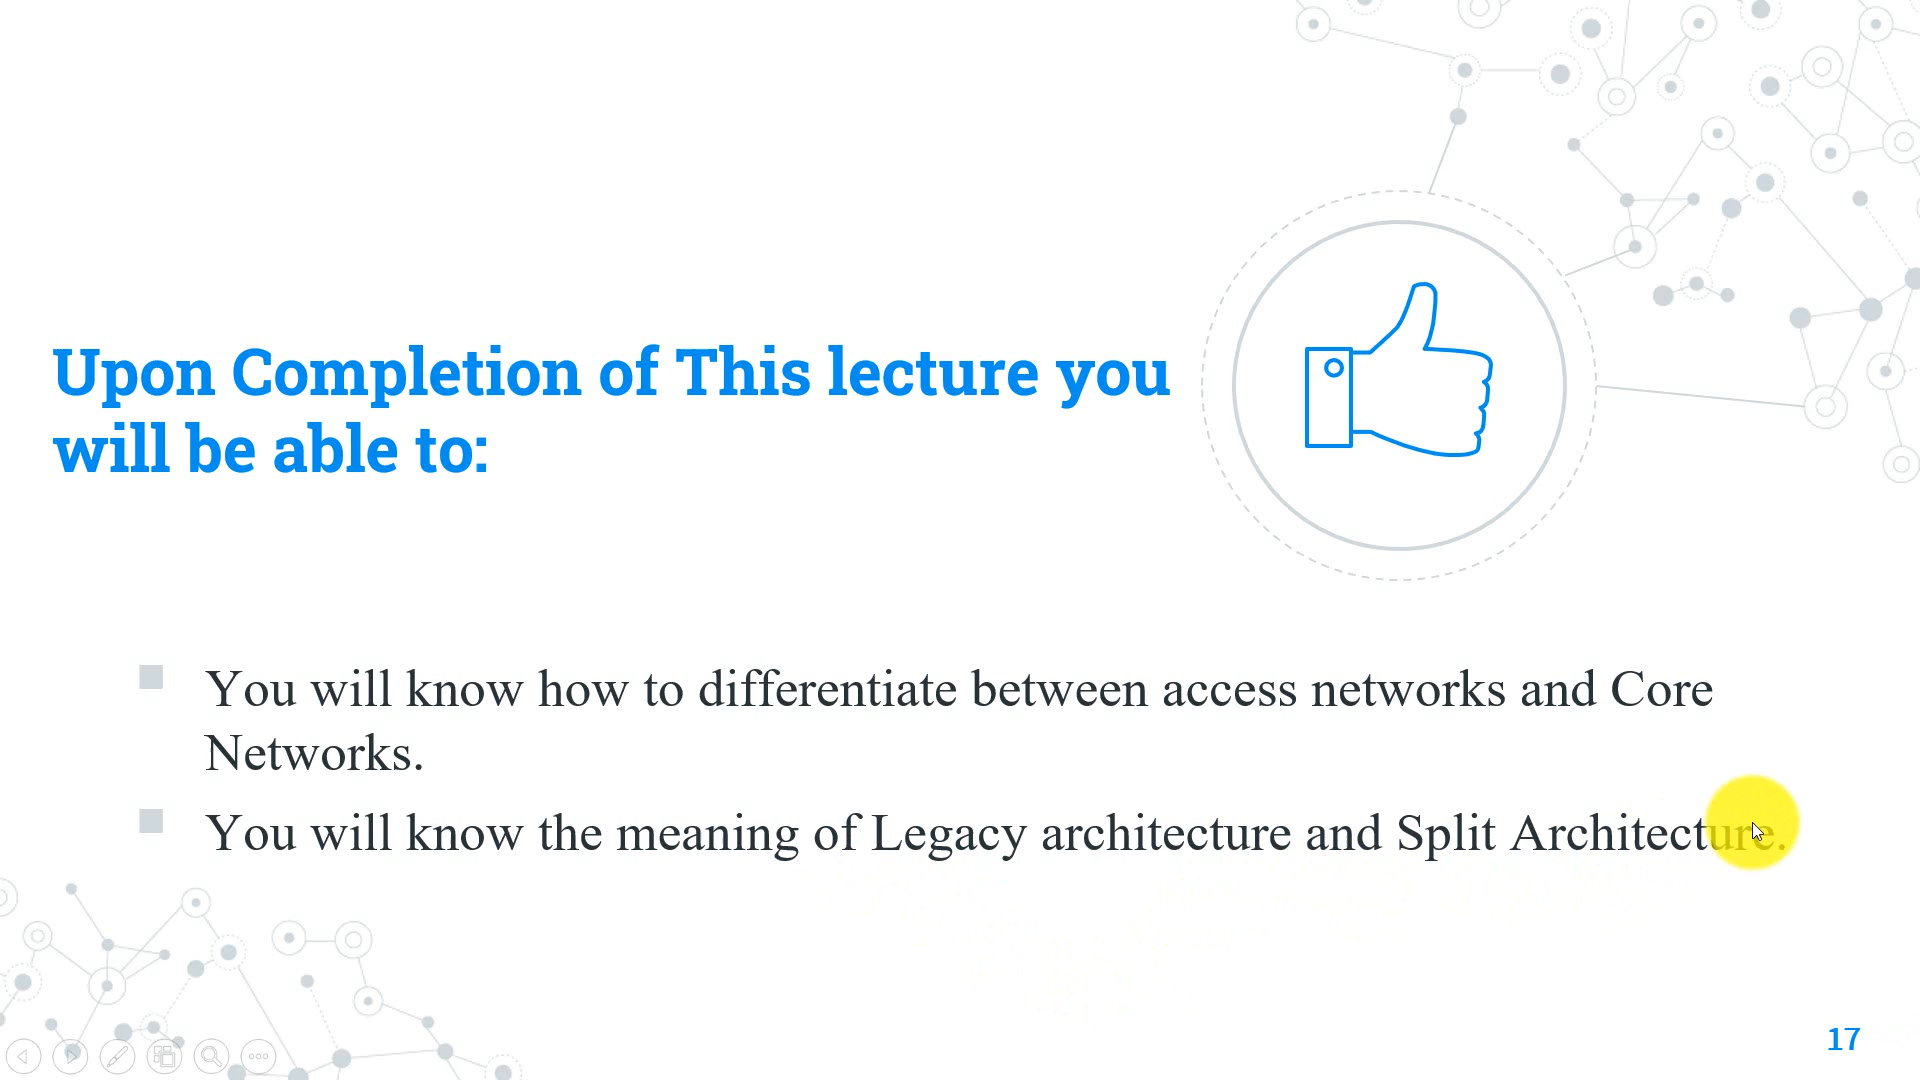 Upon Completion of This lecture you
will be able to:
You will know how to differentiate between access networks and Core
Networks.
You will know the meaning of Legacy architecture and Split Architecture.
17